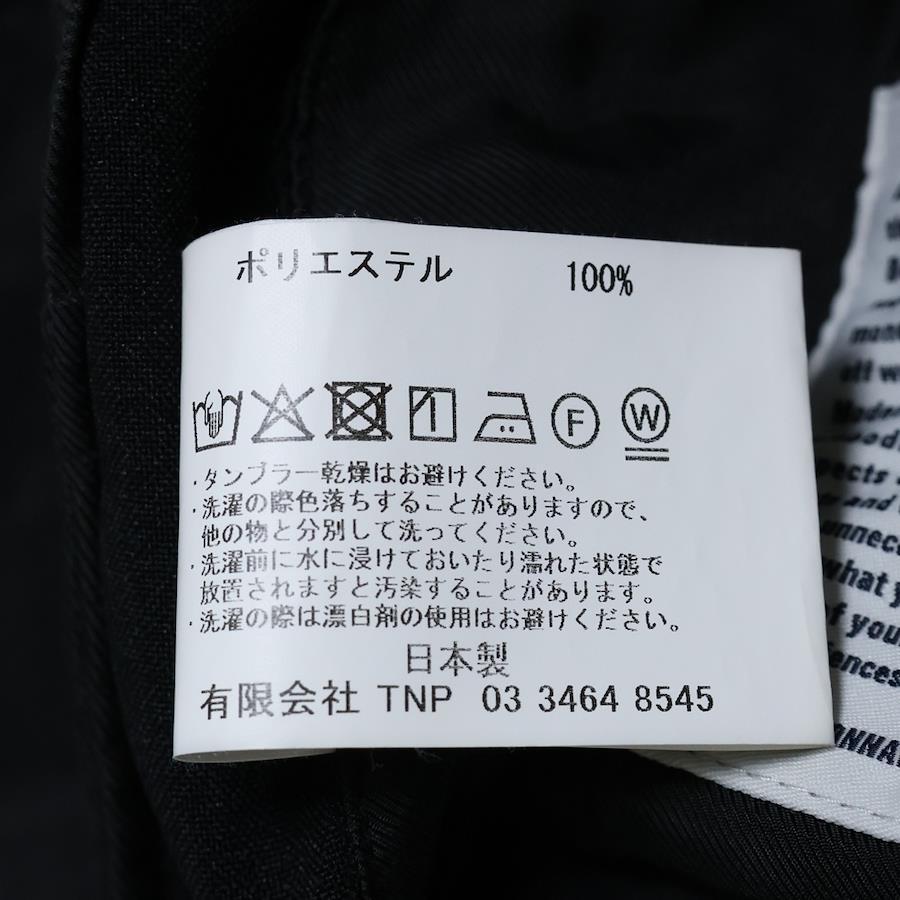 ポリエステル 100%
F W
・タンブラー乾燥はお避けください。
・洗濯の際色落ちすることがありますので、
他の物と分別して洗ってください。
・洗濯前に水に浸けておいたり濡れた状態で
放置されますと汚染することがあります。
・洗濯の際は漂白剤の使用はお避けください。
日本製
有限会社 TNP 03 3464 8545
what
of you